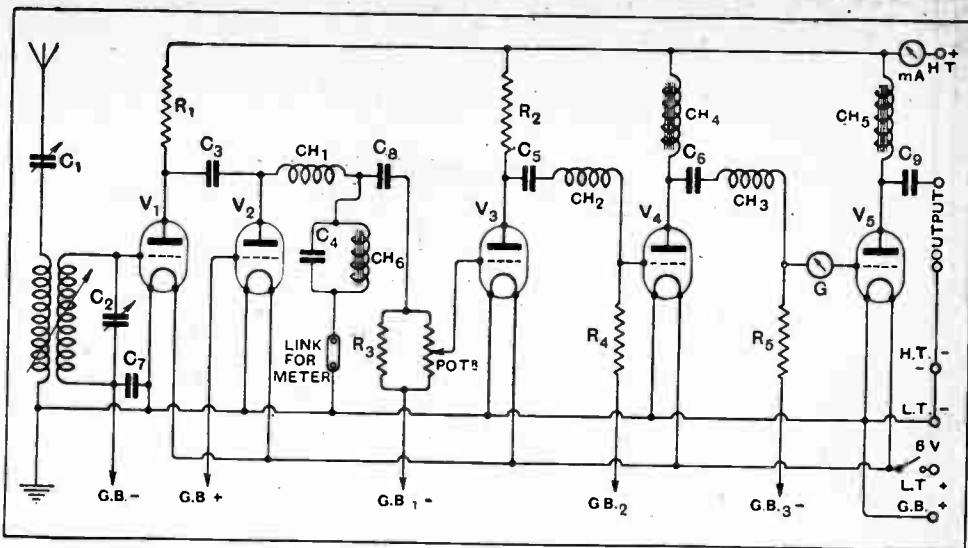 mA
H T +
R1
R2
CH4
CH5
C1
C3
CH1
C8
C5
CH2
C6
CH3
C9
V1
V2
V3
V4
V5
OUTPUT
C4
CH6
G
C2
C7
R3
POTR
R4
R5
LINK
FOR
METER
H.T. -
-
L.T. -
6 V
L.T +
G.B. +
G.B.-
G.B +
G.B.1-
G.B.2
G.B.3-